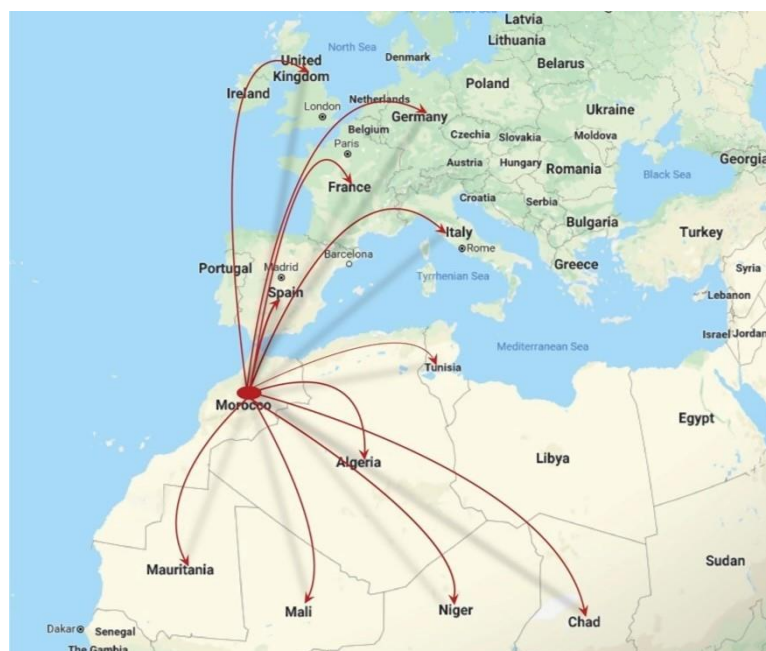 Latvia
North Sea
Denmark
Lithuania
United
Kingdom
Belarus
Ireland
Poland
London
Netherlands
Germany
Ukraine
Belgium
Czechia
Slovakia
Moldova
Paris
Austria
Hungary
Georgia
France
Romania
Black Sea
Croatia
Serbia
Italy
Bulgaria
Turkey
Rome
Portugal
Madrid
Barcelona
Greece
Syria
Tyrrhenian Sea
Spain
Lebanon
Israel
Jordan
Mediterranean Sea
Tunisia
Morocco
Egypt
Algeria
Libya
Mauritania
Sudan
Mali
Niger
Chad
Dakar
Senegal
The Gambia